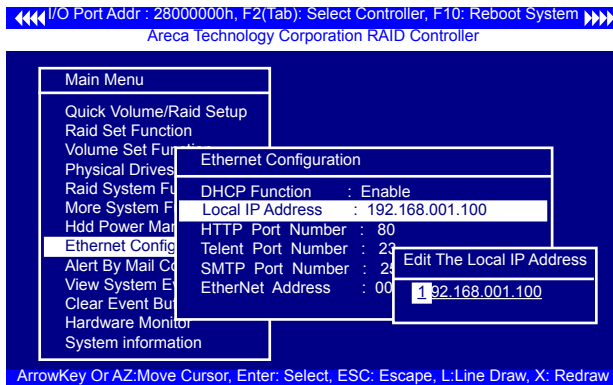 I/O Port Addr : 28000000h, F2(Tab): Select Controller, F10: Reboot System
Areca Technology Corporation RAID Controller
Main Menu
Quick Volume/Raid Setup
Raid Set Function
Volume Set Fun
Physical Drives
Raid System Fu
More System F
Hdd Power Man
Ethernet Config
Alert By Mail Co
View System Ev
Clear Event Buf
Hardware Monitor
System information
Ethernet Configuration
DHCP Function : Enable
Local IP Address : 192.168.001.100
HTTP Port Number : 80
Telent Port Number : 23
SMTP Port Number : 25
EtherNet Address : 00
Edit The Local IP Address
192.168.001.100
ArrowKey Or AZ:Move Cursor, Enter: Select, ESC: Escape, L:Line Draw, X: Redraw